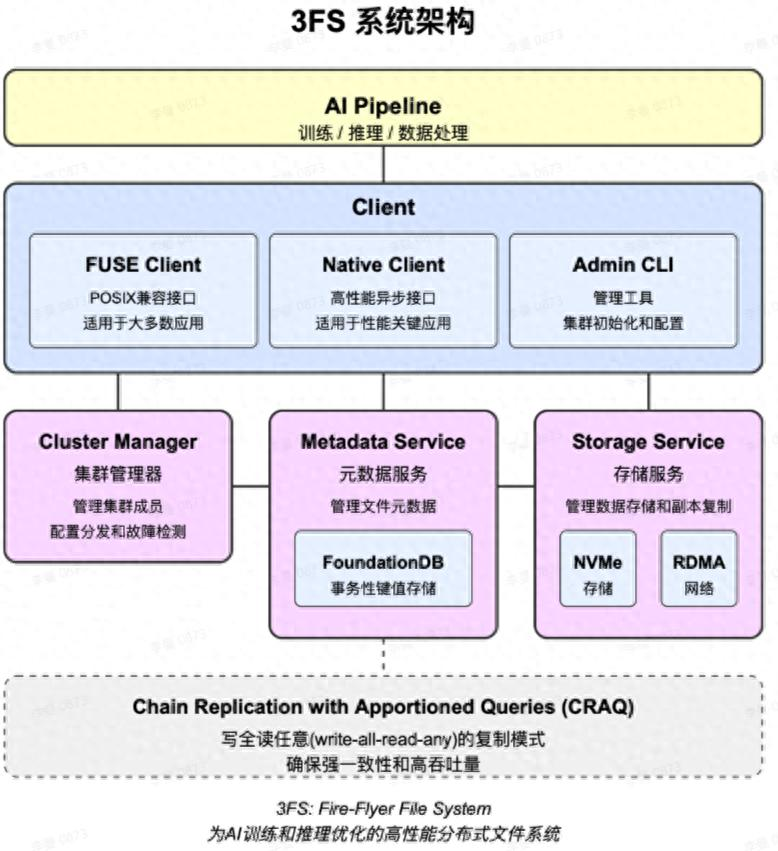 3FS 系统架构
AI Pipeline
训练 / 推理 / 数据处理
Client
FUSE Client
POSIX兼容接口
适用于大多数应用
Native Client
高性能异步接口
适用于性能关键应用
Admin CLI
管理工具
集群初始化和配置
Cluster Manager
集群管理器
管理集群成员
配置分发和故障检测
Metadata Service
元数据服务
管理文件元数据
FoundationDB
事务性键值存储
Storage Service
存储服务
管理数据存储和副本复制
NVMe
存储
RDMA
网络
Chain Replication with Apportioned Queries (CRAQ)
写全读任意(write-all-read-any)的复制模式
确保强一致性和高吞吐量
3FS: Fire-Flyer File System
为AI训练和推理优化的高性能分布式文件系统